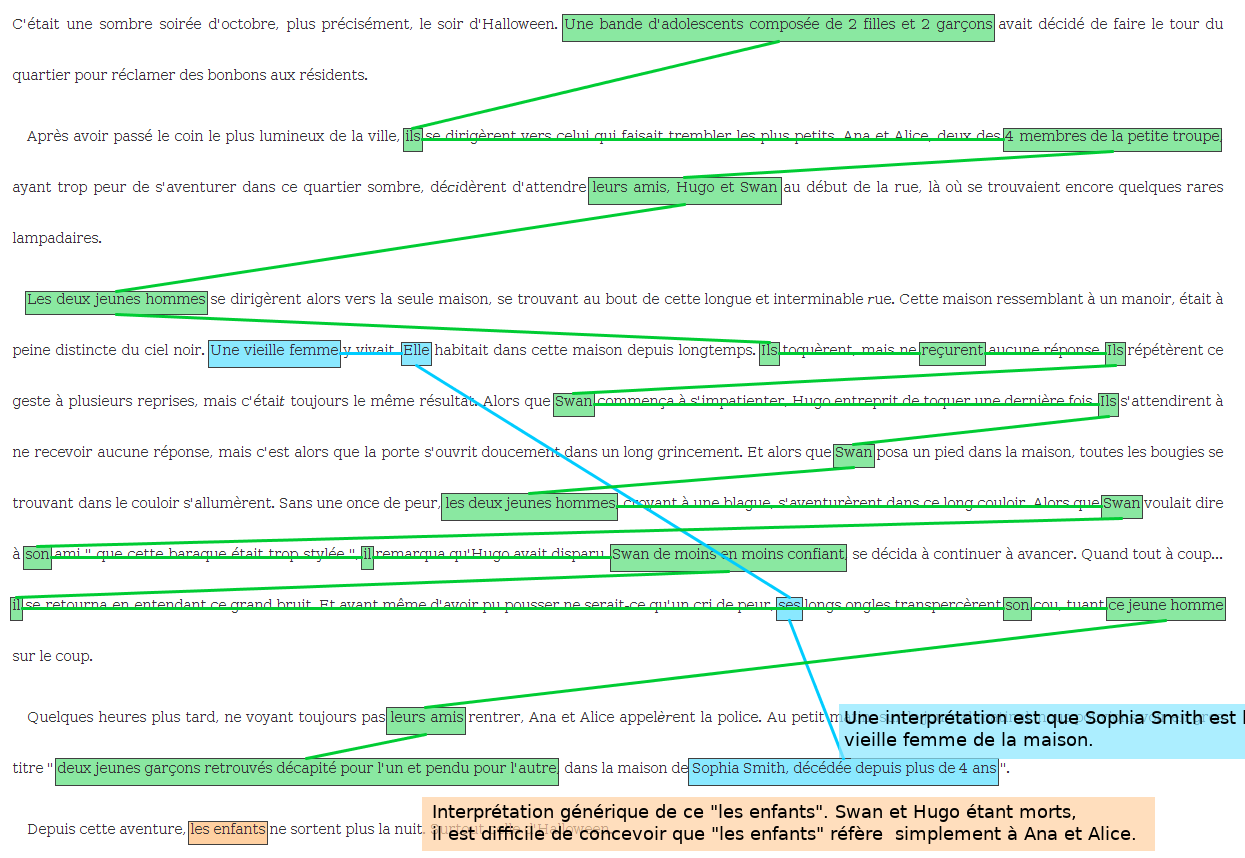 C'était une sombre soirée d'octobre, plus précisément, le soir d'Halloween. Une bande d'adolescents composée de 2 filles et 2 garçons avait décidé de faire le tour du
quartier pour réclamer des bonbons aux résidents.
Après avoir passé le coin le plus lumineux de la ville, ils se dirigèrent vers celui qui faisait trembler les plus petits. Ana et Alice, deux des 4 membres de la petite troupe,
ayant trop peur de s'aventurer dans ce quartier sombre, décidèrent d'attendre leurs amis, Hugo et Swan au début de la rue, là où se trouvaient encore quelques rares
lampadaires.
Les deux jeunes hommes se dirigèrent alors vers la seule maison, se trouvant au bout de cette longue et interminable rue. Cette maison ressemblant à un manoir, était à
peine distincte du ciel noir. Une vieille femme y vivait. Elle habitait dans cette maison depuis longtemps. Ils toquèrent, mais ne reçurent aucune réponse. Ils répétèrent ce
geste à plusieurs reprises, mais c'était toujours le même résultat. Alors que Swan commença à s'impatienter, Hugo entreprit de toquer une dernière fois. Ils s'attendirent à
ne recevoir aucune réponse, mais c'est alors que la porte s'ouvrit doucement dans un long grincement. Et alors que Swan posa un pied dans la maison, toutes les bougies se
trouvant dans le couloir s'allumèrent. Sans une once de peur, les deux jeunes hommes, croyant à une blague, s'aventurèrent dans ce long couloir. Alors que Swan voulait dire
à son ami " que cette baraque était trop stylée ", il remarqua qu'Hugo avait disparu. Swan de moins en moins confiant, se décida à continuer à avancer. Quand tout à coup...
il se retourna en entendant ce grand bruit. Et avant même d'avoir pu pousser ne serait-ce qu'un cri de peur, ses longs ongles transpercèrent son cou, tuant ce jeune homme
sur le coup.
Quelques heures plus tard, ne voyant toujours pas leurs amis rentrer, Ana et Alice appelèrent la police. Au petit
Une interprétation est que Sophia Smith est
vieille femme de la maison.
titre " deux jeunes garçons retrouvés décapité pour l'un et pendu pour l'autre, dans la maison de Sophia Smith, décédée depuis plus de 4 ans ".
Interprétation générique de ce "les enfants". Swan et Hugo étant morts,
il est difficile de concevoir que "les enfants" réfère simplement à Ana et Alice.
Depuis cette aventure, les enfants ne sortent plus la nuit. Surtout celle d'Halloween.